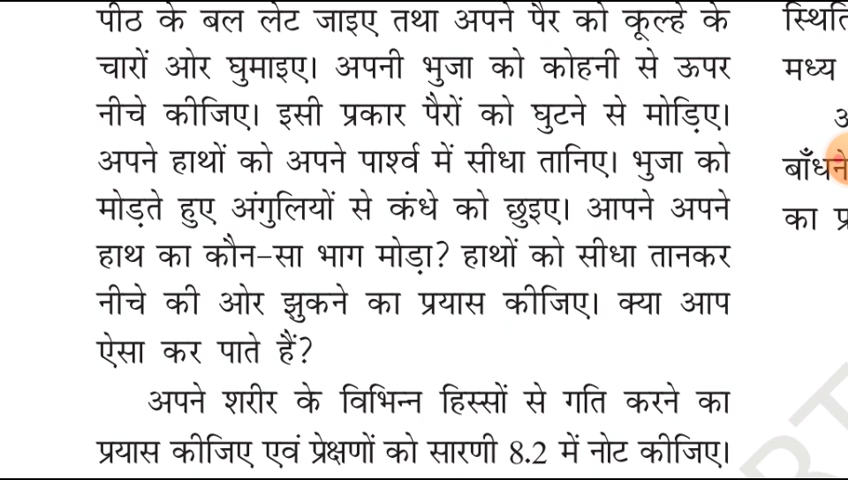 पीठ के बल लेट जाइए तथा अपने पैर को कूल्हे के
चारों ओर घुमाइए। अपनी भुजा को कोहनी से ऊपर
नीचे कीजिए। इसी प्रकार पैरों को घुटने से मोड़िए।
अपने हाथों को अपने पार्श्व में सीधा तानिए। भुजा को
मोड़ते हुए अंगुलियों से कंधे को छुइए। आपने अपने
हाथ का कौन-सा भाग मोड़ा? हाथों को सीधा तानकर
नीचे की ओर झुकने का प्रयास कीजिए। क्या आप
ऐसा कर पाते हैं?
अपने शरीर के विभिन्न हिस्सों से गति करने का
प्रयास कीजिए एवं प्रेक्षणों को सारणी 8.2 में नोट कीजिए।
मध्य
का